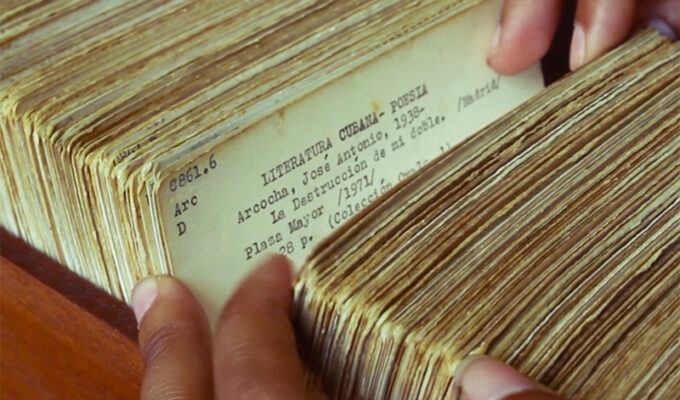 LITERATURA CUBANA- POESIA
C861.6
Arc
D
Arcocha, José Antonio, 1938-
La Destrucción de mi doble. /Madrid/
Plaza Mayor /1971/
28 p. (Colección